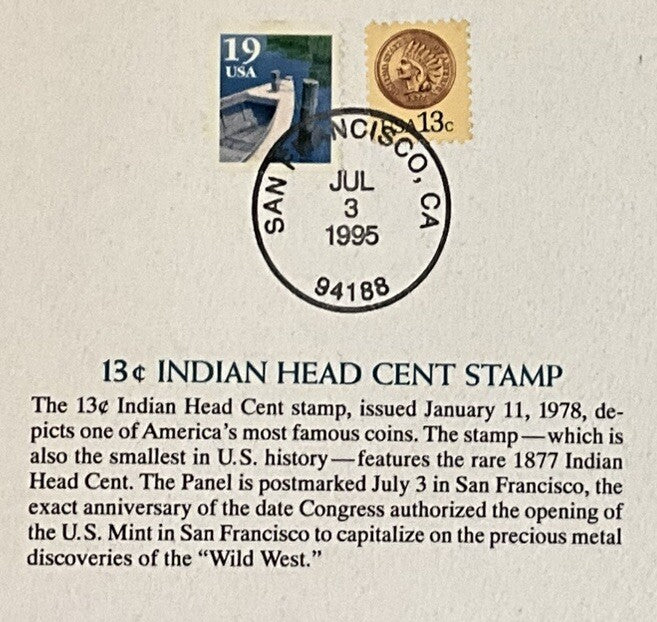 19
USA
USA 13c
SAN FRANCISCO, CA
JUL
3
1995
94188
13¢ INDIAN HEAD CENT STAMP
The 13¢ Indian Head Cent stamp, issued January 11, 1978, de-
picts one of America's most famous coins. The stamp—which is
also the smallest in U.S. history—features the rare 1877 Indian
Head Cent. The Panel is postmarked July 3 in San Francisco, the
exact anniversary of the date Congress authorized the opening of
the U.S. Mint in San Francisco to capitalize on the precious metal
discoveries of the “Wild West.”